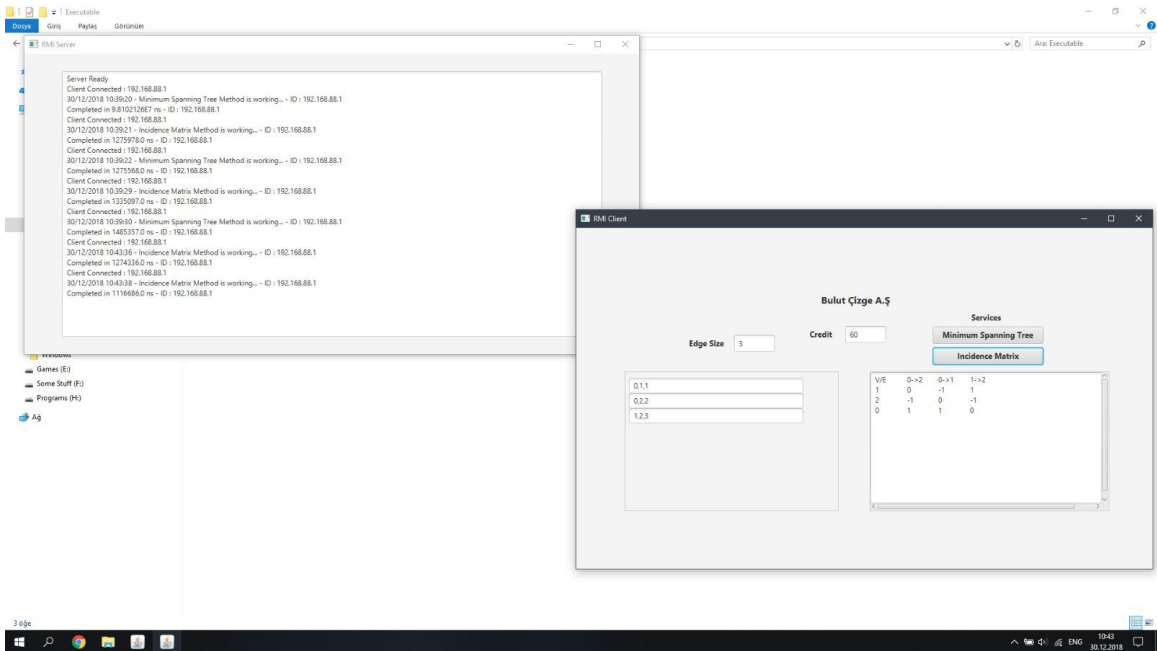 Executable
Dosya Giriş Paylaş Görünüm
Ara: Executable
RMI Server
Server Ready
Client Connected : 192.168.88.1
30/12/2018 10:39:20 - Minimum Spanning Tree Method is working... - ID : 192.168.88.1
Completed in 9.8102126E7 ns - ID : 192.168.88.1
Client Connected : 192.168.88.1
30/12/2018 10:39:21 - Incidence Matrix Method is working... - ID : 192.168.88.1
Completed in 1275978.0 ns - ID : 192.168.88.1
Client Connected : 192.168.88.1
30/12/2018 10:39:22 - Minimum Spanning Tree Method is working... - ID : 192.168.88.1
Completed in 1275568.0 ns - ID : 192.168.88.1
Client Connected : 192.168.88.1
30/12/2018 10:39:29 - Incidence Matrix Method is working... - ID : 192.168.88.1
Completed in 1335097.0 ns - ID : 192.168.88.1
Client Connected : 192.168.88.1
30/12/2018 10:39:30 - Minimum Spanning Tree Method is working... - ID : 192.168.88.1
Completed in 1485357.0 ns - ID : 192.168.88.1
Client Connected : 192.168.88.1
30/12/2018 10:43:36 - Incidence Matrix Method is working... - ID : 192.168.88.1
Completed in 1274336.0 ns - ID : 192.168.88.1
Client Connected : 192.168.88.1
30/12/2018 10:43:38 - Incidence Matrix Method is working... - ID : 192.168.88.1
Completed in 1116686.0 ns - ID : 192.168.88.1
Windows
Games (E:)
Some Stuff (F:)
Programs (H:)
Ağ
RMI Client
Bulut Çizge A.Ş
Services
Edge Size 3 Credit 60 Minimum Spanning Tree
Incidence Matrix
0,1,1
0,2,2
1,2,3
V/E 0->2 0->1 1->2
1 0 -1 1
2 -1 0 -1
0 1 1 0
3 öğe
ENG
10:43
30.12.2018